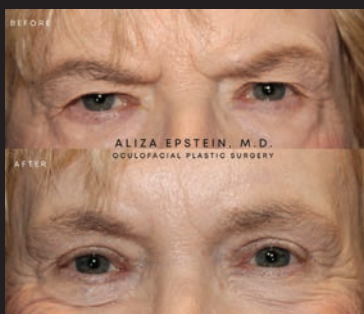 BEFORE
ALIZA EPSTEIN, M.D.
OCULOFACIAL PLASTIC SURGERY
AFTER